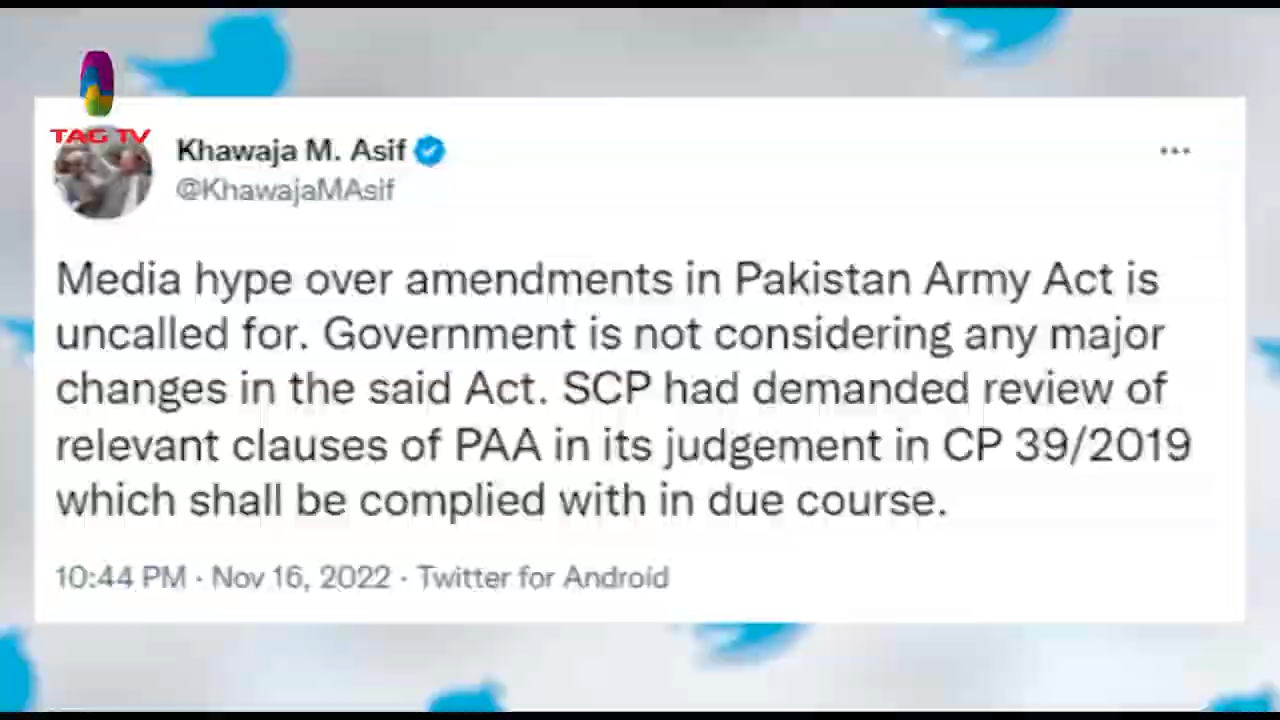 TAG TV
Khawaja M. Asif
@KhawajaMAsif
Media hype over amendments in Pakistan Army Act is
uncalled for. Government is not considering any major
changes in the said Act. SCP had demanded review of
relevant clauses of PAA in its judgement in CP 39/2019
which shall be complied with in due course.
10:44 PM · Nov 16, 2022 · Twitter for Android